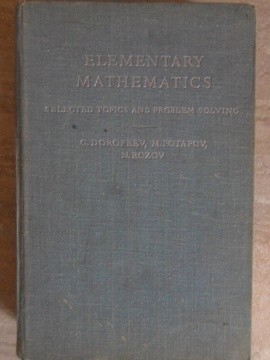 ELEMENTARY
MATHEMATICS
SELECTED TOPICS AND PROBLEM SOLVING
G. DOROFEEV, M. POTAPOV,
N. ROZOV